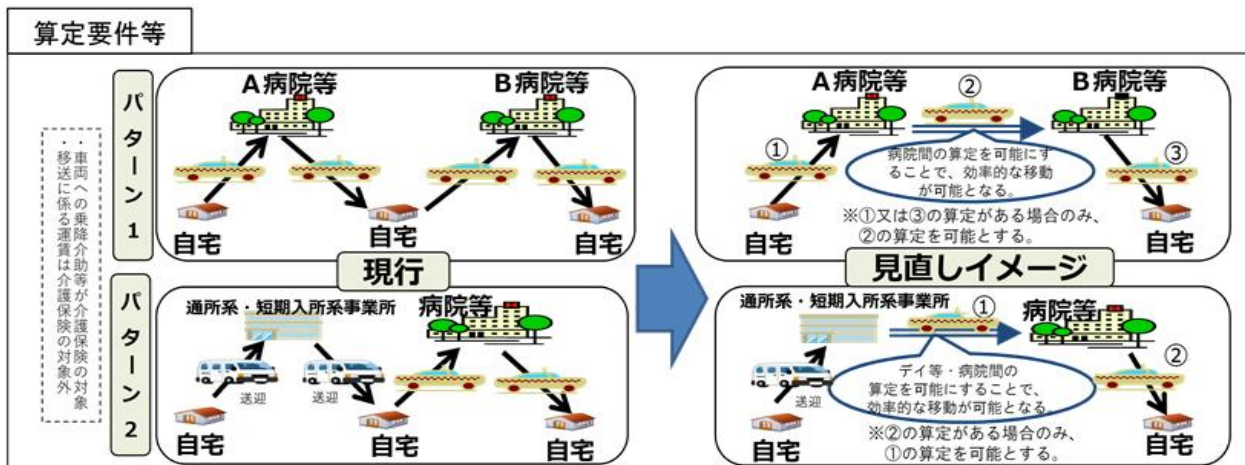 算定要件等
パターン1
A病院等
B病院等
自宅
自宅
自宅
現行
パターン2
通所系・短期入所系事業所
病院等
送迎
送迎
自宅
自宅
自宅
・車両への乗降介助等が介護保険の対象
・移送に係る運賃は介護保険の対象外
A病院等
②
B病院等
①
③
病院間の算定を可能にす
ることで、効率的な移動
が可能となる。
※①又は③の算定がある場合のみ、
②の算定を可能とする。
自宅
自宅
見直しイメージ
通所系・短期入所系事業所
①
病院等
②
デイ等・病院間の
算定を可能にすることで、
効率的な移動が可能となる。
送迎
自宅
※②の算定がある場合のみ、
①の算定を可能とする。
自宅